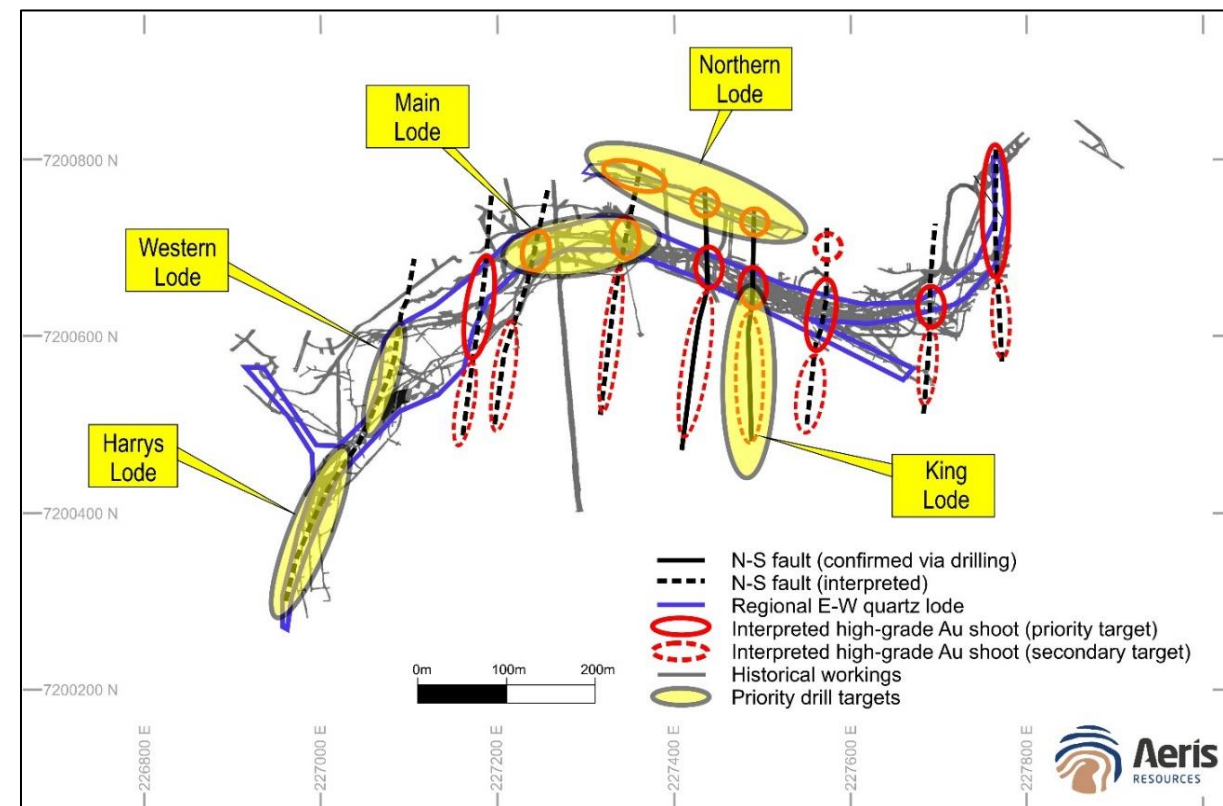 Northern
Lode
Main
Lode
7200800 N
Western
Lode
7200600 N
Harrys
Lode
King
Lode
7200400 N
N-S fault (confirmed via drilling)
N-S fault (interpreted)
Regional E-W quartz lode
Interpreted high-grade Au shoot (priority target)
Interpreted high-grade Au shoot (secondary target)
Historical workings
Priority drill targets
0m 100m 200m
7200200 N
226800 E
227000 E
227200 E
227400 E
227600 E
227800 E
Aeris
RESOURCES